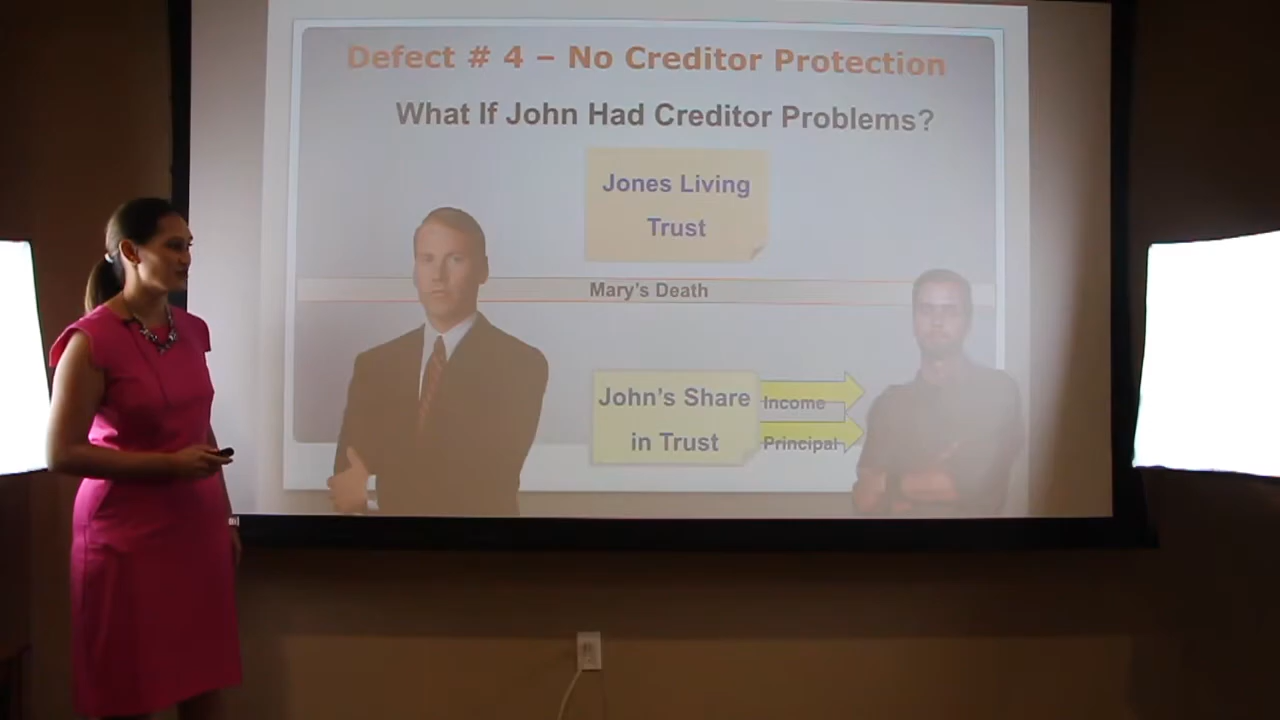 Defect # 4 – No Creditor Protection
What If John Had Creditor Problems?
Jones Living
Trust
Mary's Death
John's Share
in Trust
Income
Principal